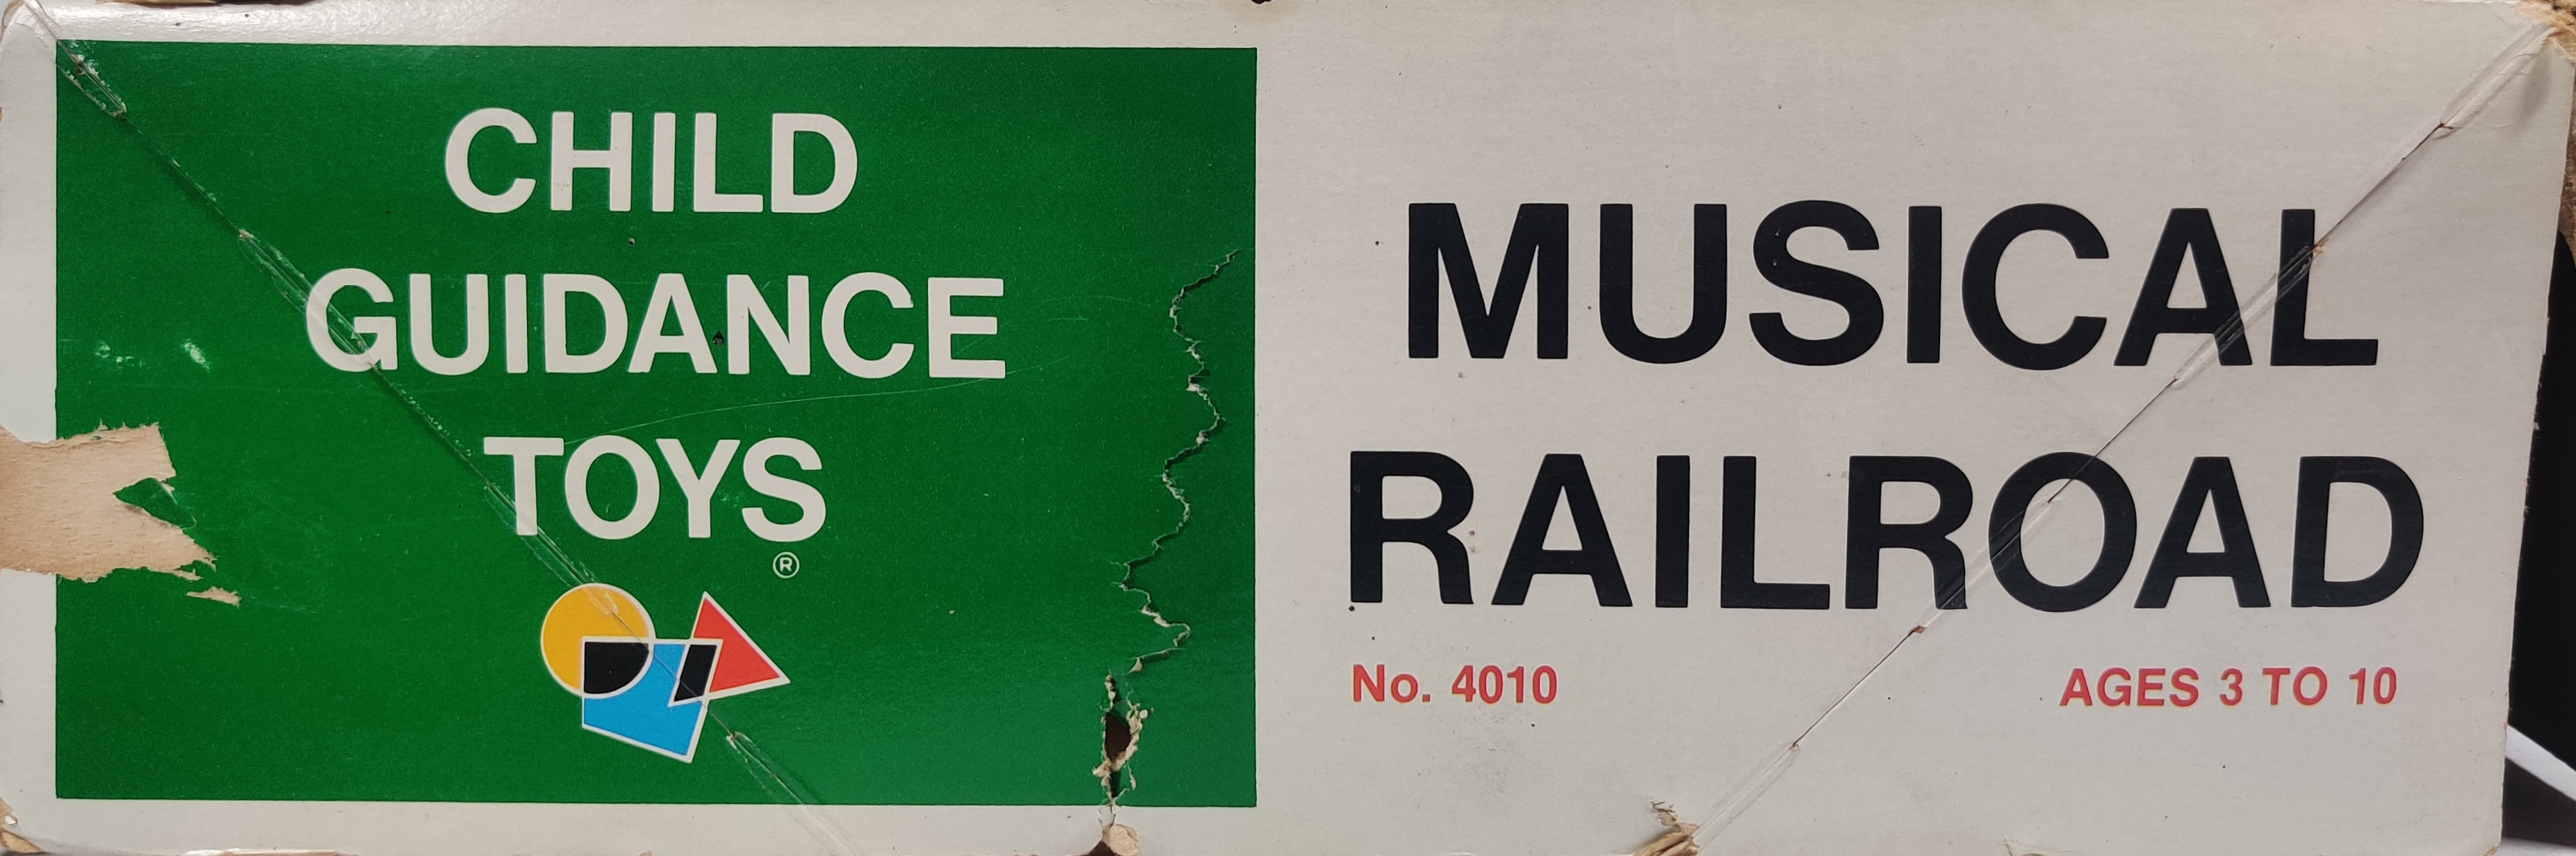 CHILD
GUIDANCE
TOYS
®
MUSICAL
RAILROAD
No. 4010 AGES 3 TO 10